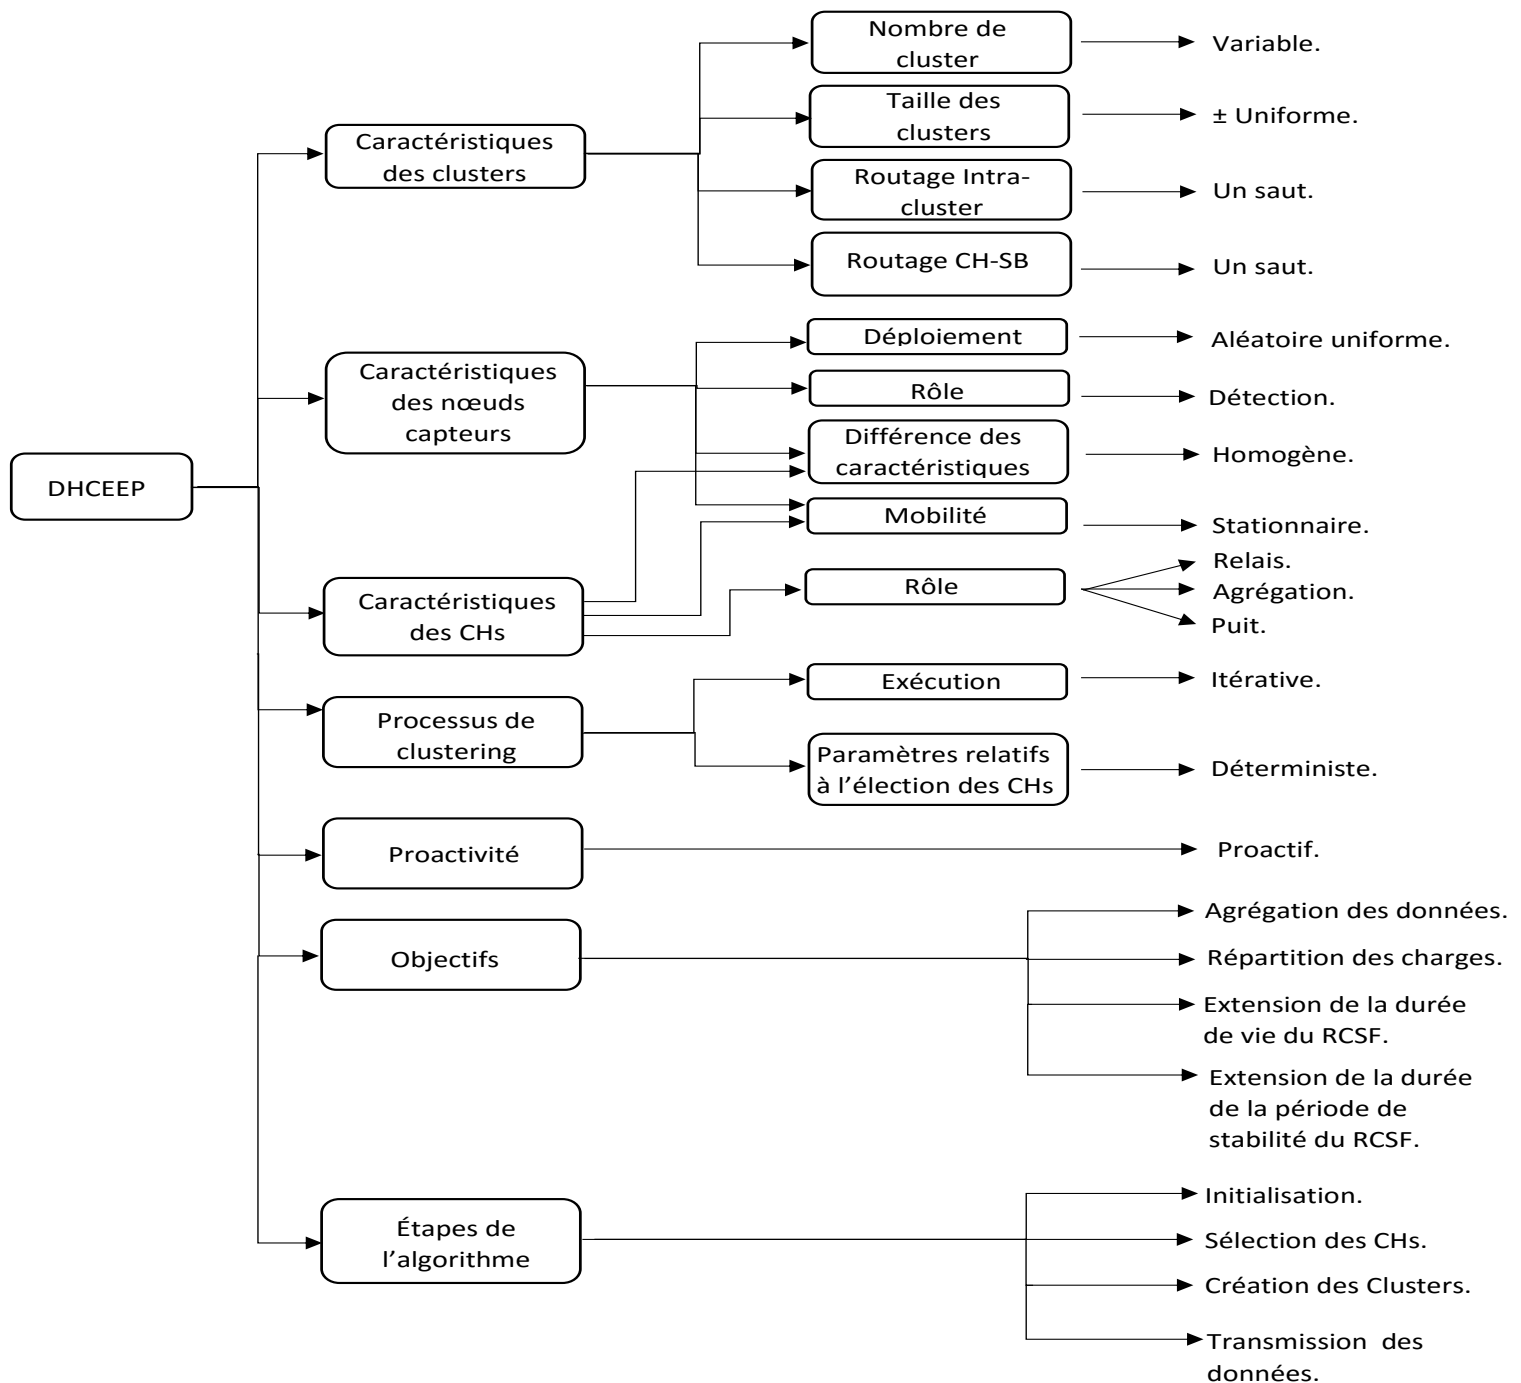 DHCEEP
Caractéristiques
des clusters
Nombre de
cluster
Variable.
Taille des
clusters
± Uniforme.
Routage Intra-
cluster
Un saut.
Routage CH-SB
Un saut.
Caractéristiques
des nœuds
capteurs
Déploiement
Aléatoire uniforme.
Rôle
Détection.
Différence des
caractéristiques
Homogène.
Mobilité
Stationnaire.
Caractéristiques
des CHs
Rôle
Relais.
Agrégation.
Puit.
Processus de
clustering
Exécution
Itérative.
Paramètres relatifs
à l’élection des CHs
Déterministe.
Proactivité
Proactif.
Objectifs
Agrégation des données.
Répartition des charges.
Extension de la durée
de vie du RCSF.
Extension de la durée
de la période de
stabilité du RCSF.
Étapes de
l’algorithme
Initialisation.
Sélection des CHs.
Création des Clusters.
Transmission des
données.